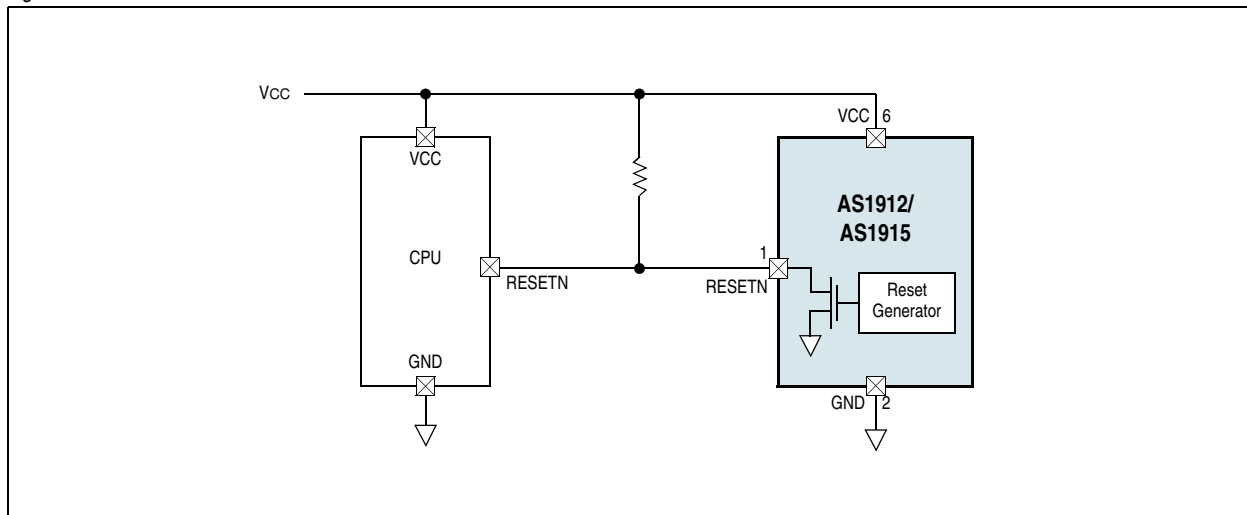 VCC
VCC 6
VCC
AS1912/
AS1915
CPU
1
RESETN
RESETN
Reset
Generator
GND
GND 2